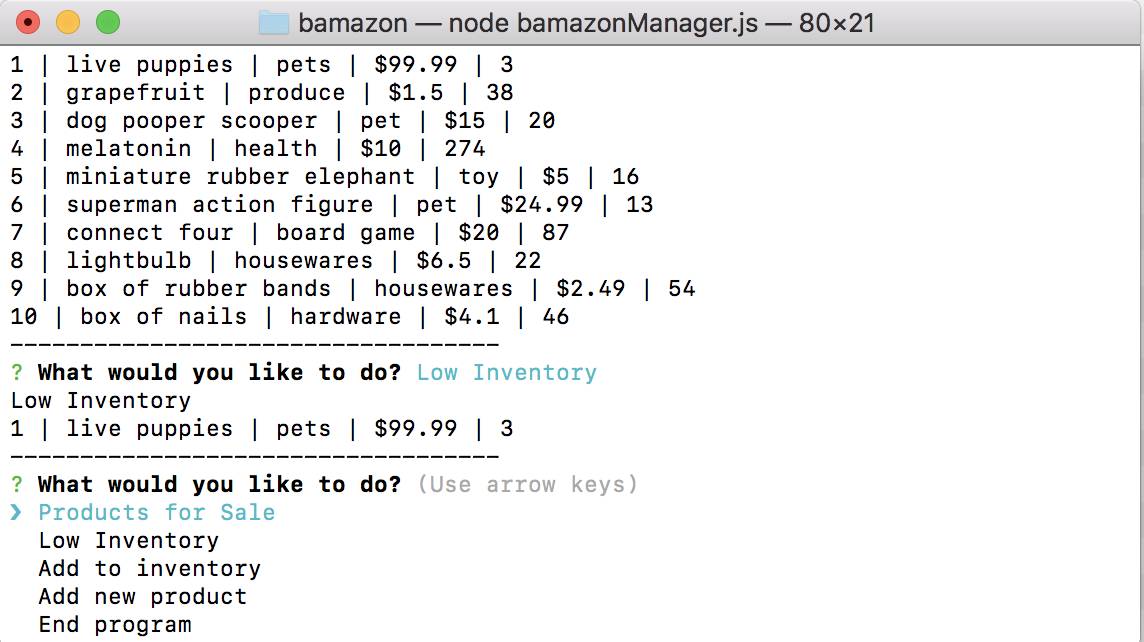 bamazon — node bamazonManager.js — 80×21
1 | live puppies | pets | $99.99 | 3
2 | grapefruit | produce | $1.5 | 38
3 | dog pooper scooper | pet | $15 | 20
4 | melatonin | health | $10 | 274
5 | miniature rubber elephant | toy | $5 | 16
6 | superman action figure | pet | $24.99 | 13
7 | connect four | board game | $20 | 87
8 | lightbulb | housewares | $6.5 | 22
9 | box of rubber bands | housewares | $2.49 | 54
10 | box of nails | hardware | $4.1 | 46
-----------------------------------
? What would you like to do? Low Inventory
Low Inventory
1 | live puppies | pets | $99.99 | 3
-----------------------------------
? What would you like to do? (Use arrow keys)
❯ Products for Sale
  Low Inventory
  Add to inventory
  Add new product
  End program